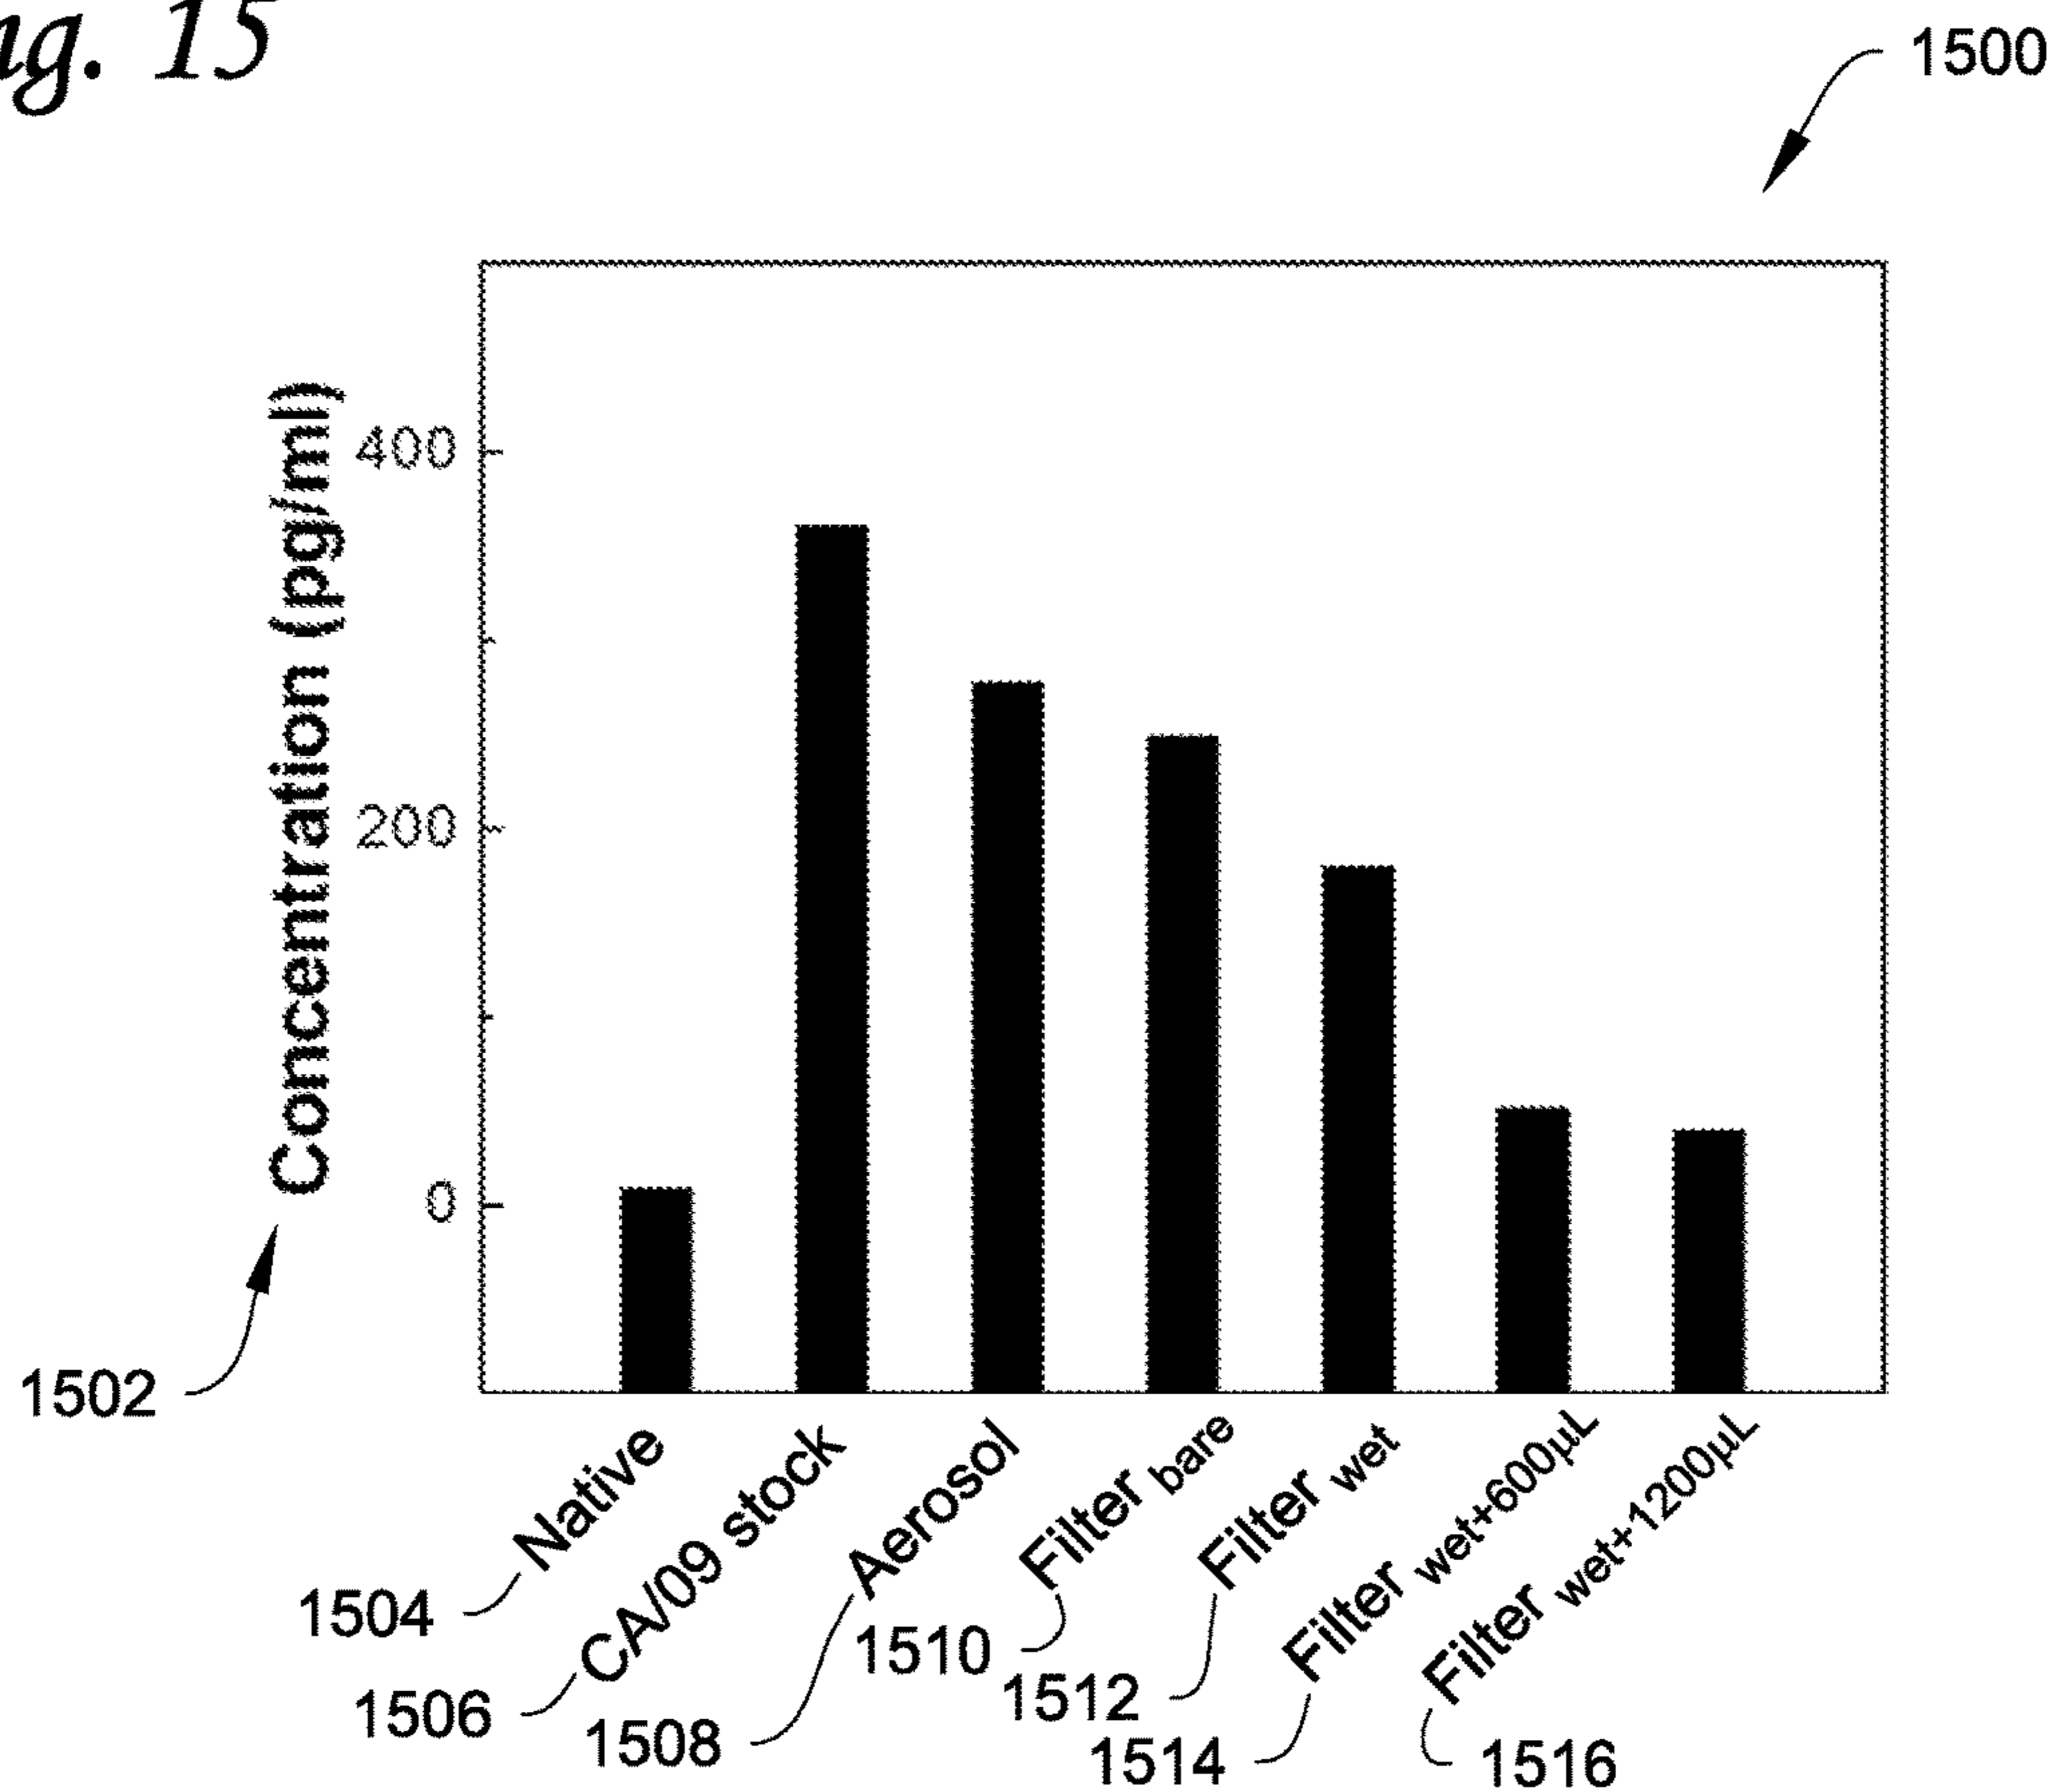 ig. 15
1500
Concentration (pg/ml)
400
200
0
1502
Native
CA/09 stock
Aerosol
Filter bare
Filter wet
Filter wet+600µL
Filter wet+1200µL
1504
1506
1508
1510
1512
1514
1516